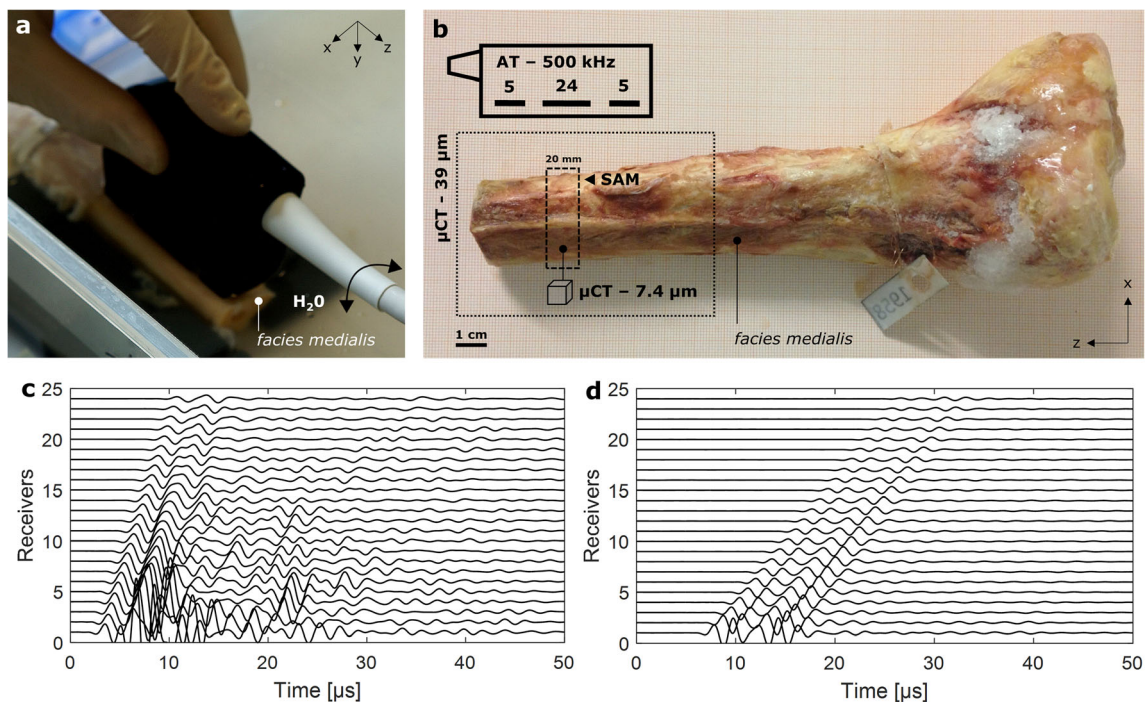 a
x
y
z
H20
facies medialis
b
AT – 500 kHz
5 24 5
µCT – 39 µm
20 mm
SAM
µCT – 7.4 µm
1 cm
facies medialis
1958
x
z
c
25
20
15
10
5
0
Receivers
0 10 20 30 40 50
Time [µs]
d
25
20
15
10
5
0
Receivers
0 10 20 30 40 50
Time [µs]